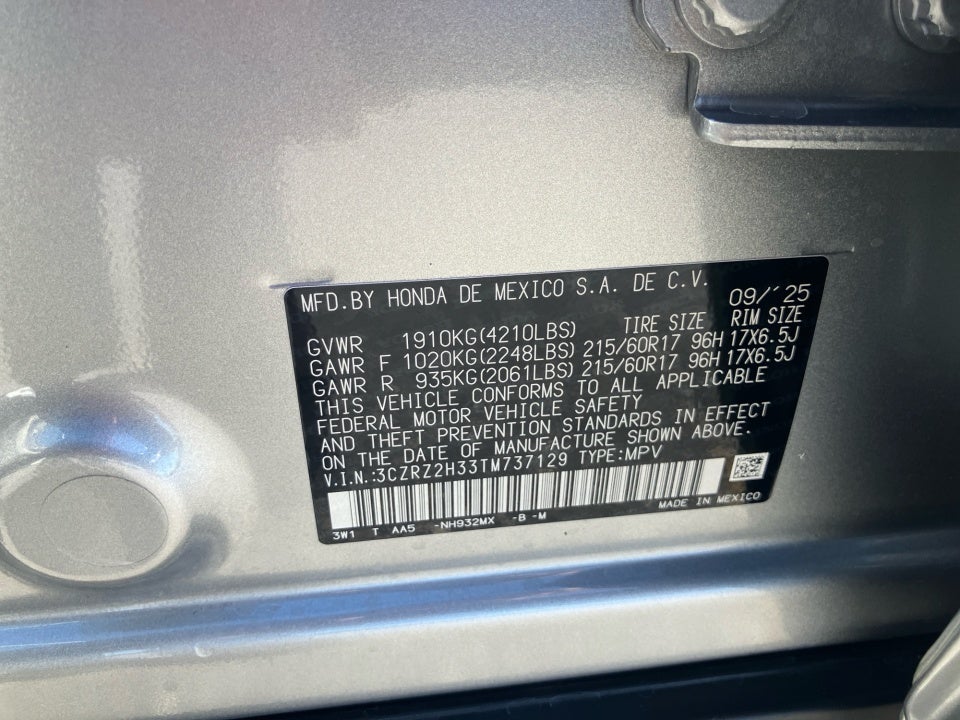 MFD.BY HONDA DE MEXICO S.A. DE C.V. 09/'25
TIRE SIZE RIM SIZE
GVWR 1910KG(4210LBS)
GAWR F 1020KG(2248LBS) 215/60R17 96H 17X6.5J
GAWR R 935KG(2061LBS) 215/60R17 96H 17X6.5J
THIS VEHICLE CONFORMS TO ALL APPLICABLE
FEDERAL MOTOR VEHICLE SAFETY
AND THEFT PREVENTION STANDARDS IN EFFECT
ON THE DATE OF MANUFACTURE SHOWN ABOVE.
V.I.N.:3CZRZ2H33TM737129 TYPE:MPV
MADE IN MEXICO
3W1 T AA5 -NH932MX -B -M